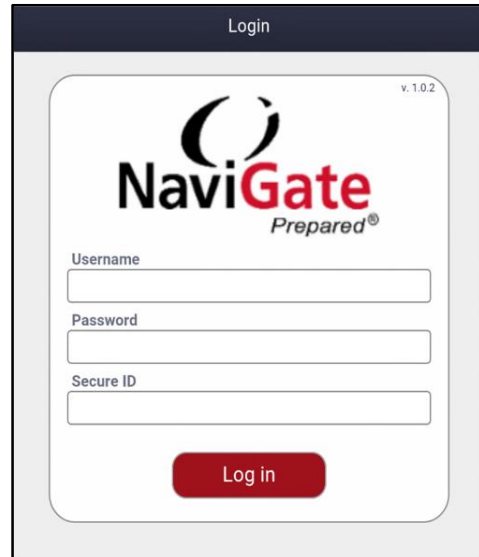 Login
v. 1.0.2
NaviGate
Prepared®
Username
Password
Secure ID
Log in